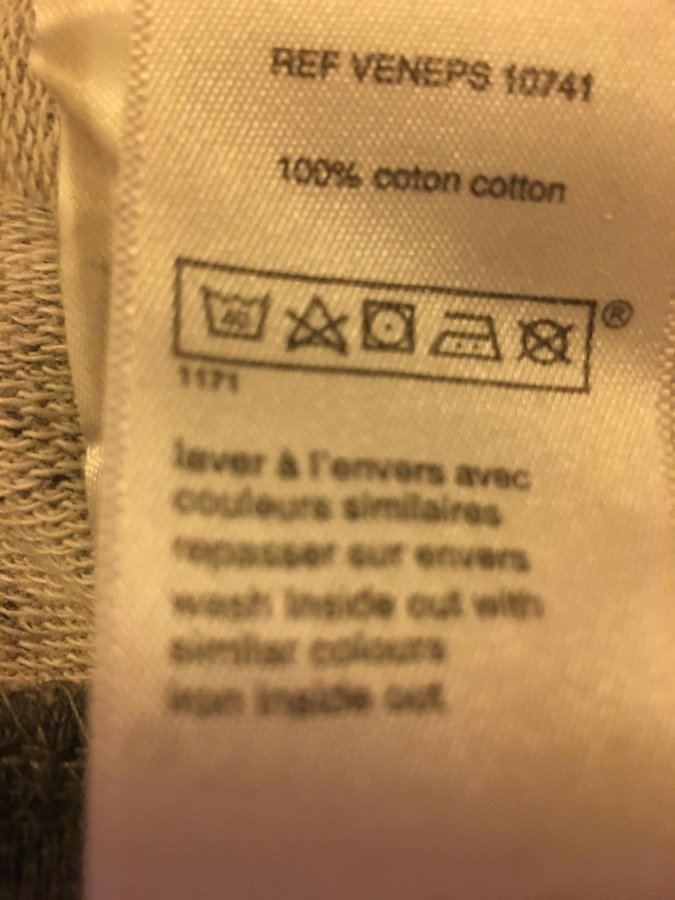 REF VENEPS 10741
100% coton cotton
40
®
1171
laver à l'envers avec
couleurs similaires
repasser sur envers
wash inside out with
similar colours
iron inside out